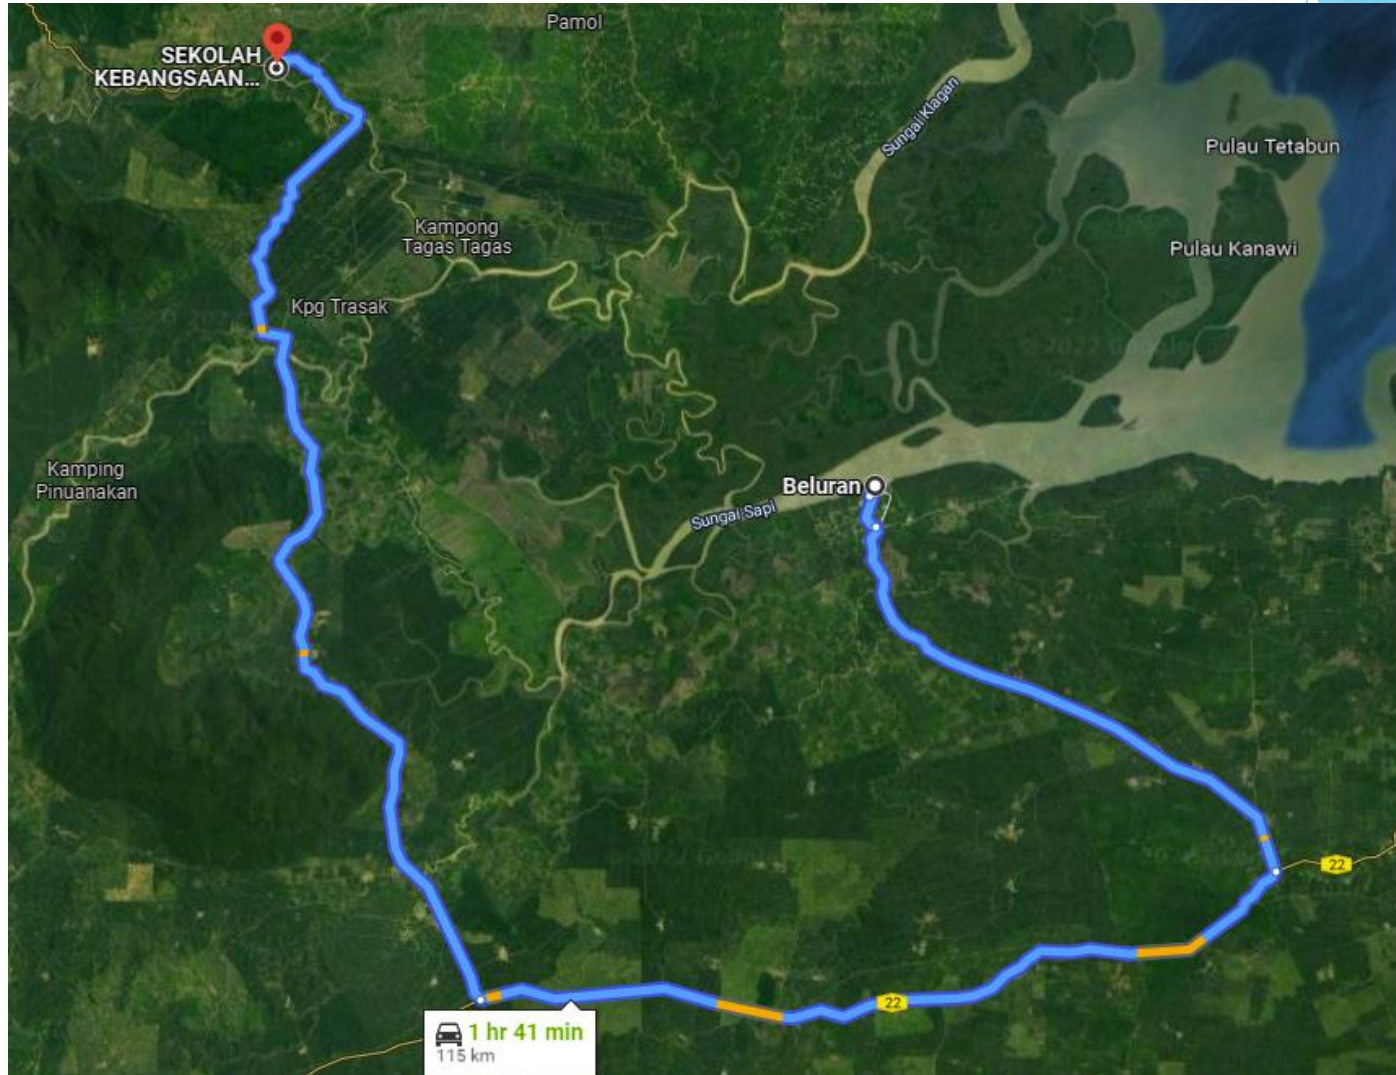 Pamol
SEKOLAH
KEBANGSAAN...
Sungai Klagan
Pulau Tetabun
Kampong
Tagas Tagas
Pulau Kanawi
Kpg Trasak
Kamping
Pinuanakan
Beluran
Sungai Sapi
22
22
1 hr 41 min
115 km